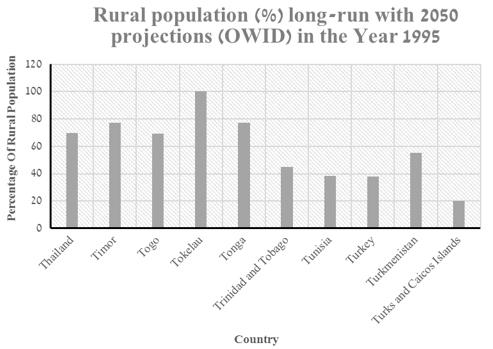 Rural population (%) long-run with 2050
projections (OWID) in the Year 1995
Percentage Of Rural Population
120
100
80
60
40
20
0
Thailand
Timor
Togo
Tokelau
Tonga
Trinidad and Tobago
Tunisia
Turkey
Turkmenistan
Turks and Caicos Islands
Country